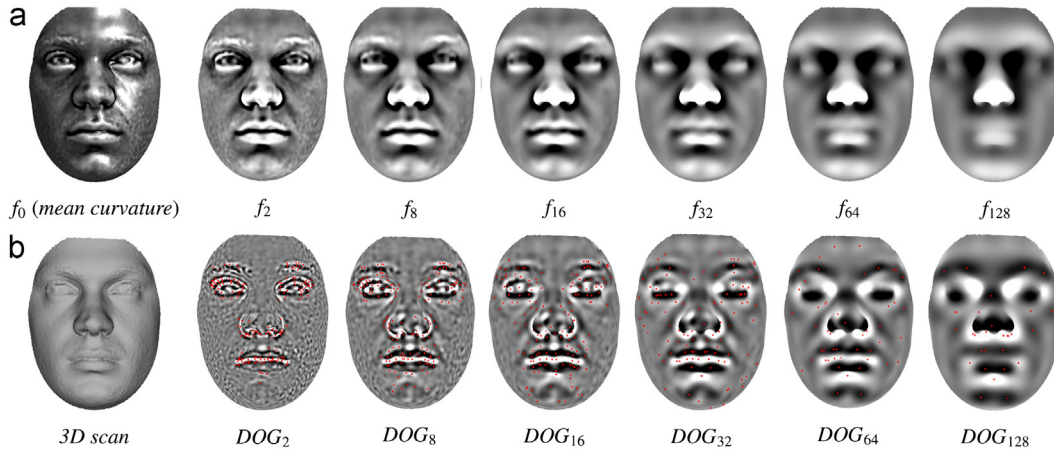 a
f₀ (mean curvature) f₂ f₈ f₁₆ f₃₂ f₆₄ f₁₂₈
b
3D scan DOG₂ DOG₈ DOG₁₆ DOG₃₂ DOG₆₄ DOG₁₂₈